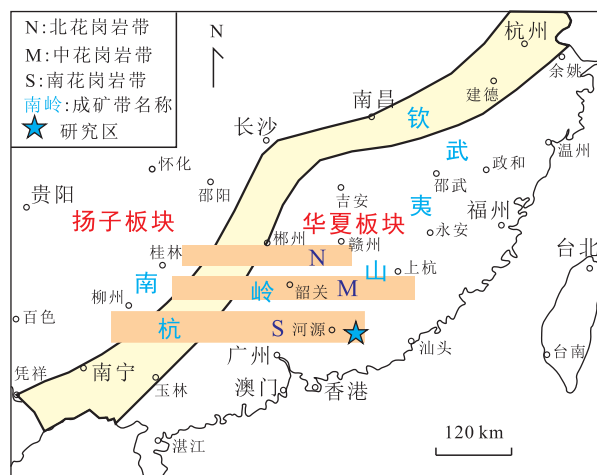 N:北花岗岩带
M:中花岗岩带
S:南花岗岩带
南岭:成矿带名称
研究区
N
杭州
余姚
建德
南昌
钦
长沙
武
温州
怀化
政和
邵阳
邵武
贵阳
吉安
夷
福州
扬子板块
华夏板块
永安
郴州
赣州
桂林
N
台北
南
岭
韶关
M
山
上杭
柳州
百色
杭
S
河源
汕头
广州
台南
凭祥
南宁
玉林
澳门
香港
湛江
120 km